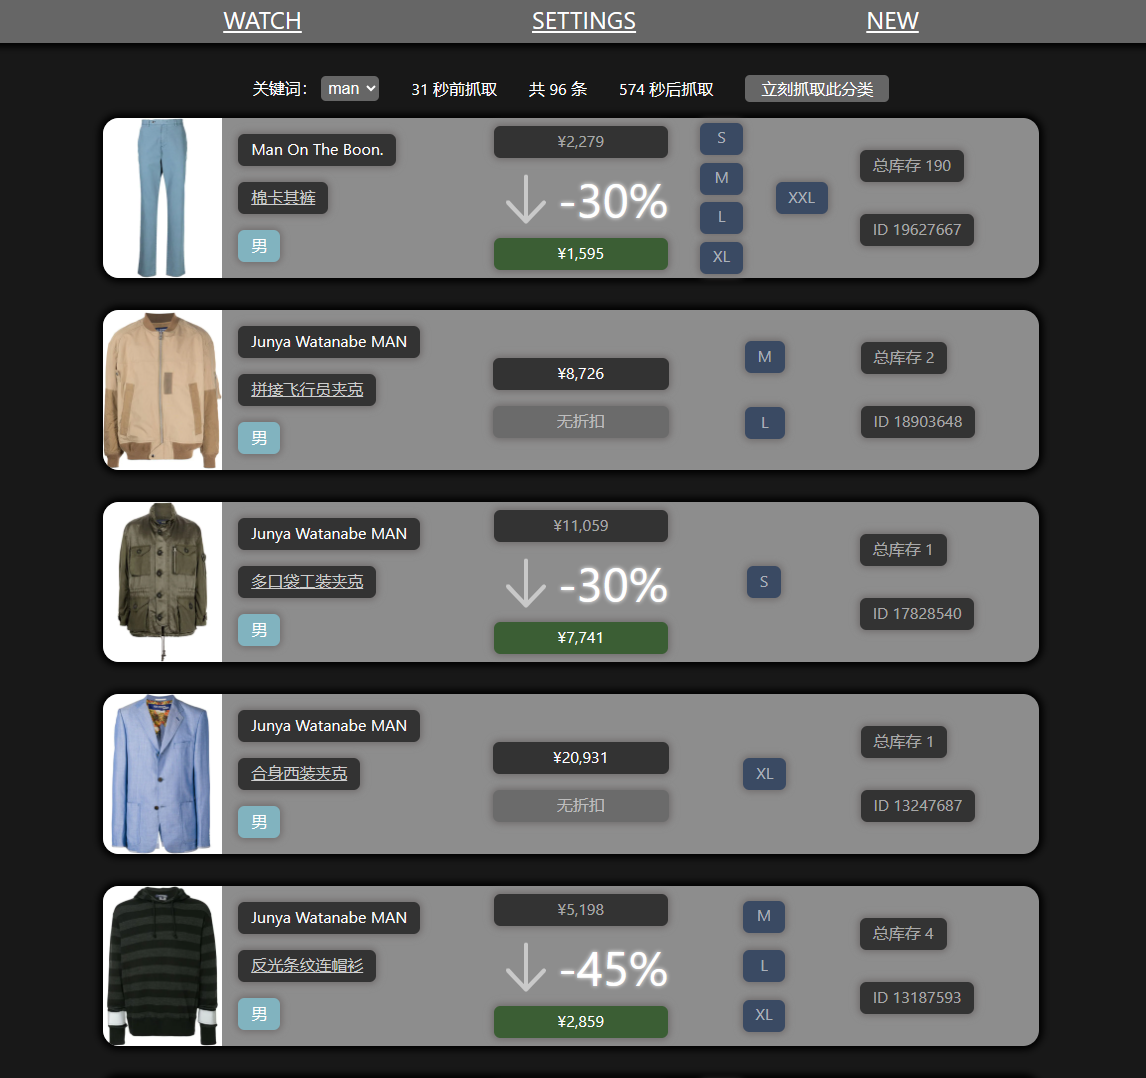 WATCH SETTINGS NEW
关键词： man 31 秒前抓取 共 96 条 574 秒后抓取 立刻抓取此分类
Man On The Boon.
棉卡其裤
男
¥2,279
-30%
¥1,595
S
M
L
XL
XXL
总库存 190
ID 19627667
Junya Watanabe MAN
拼接飞行员夹克
男
¥8,726
无折扣
M
L
总库存 2
ID 18903648
Junya Watanabe MAN
多口袋工装夹克
男
¥11,059
-30%
¥7,741
S
总库存 1
ID 17828540
Junya Watanabe MAN
合身西装夹克
男
¥20,931
无折扣
XL
总库存 1
ID 13247687
Junya Watanabe MAN
反光条纹连帽衫
男
¥5,198
-45%
¥2,859
M
L
XL
总库存 4
ID 13187593